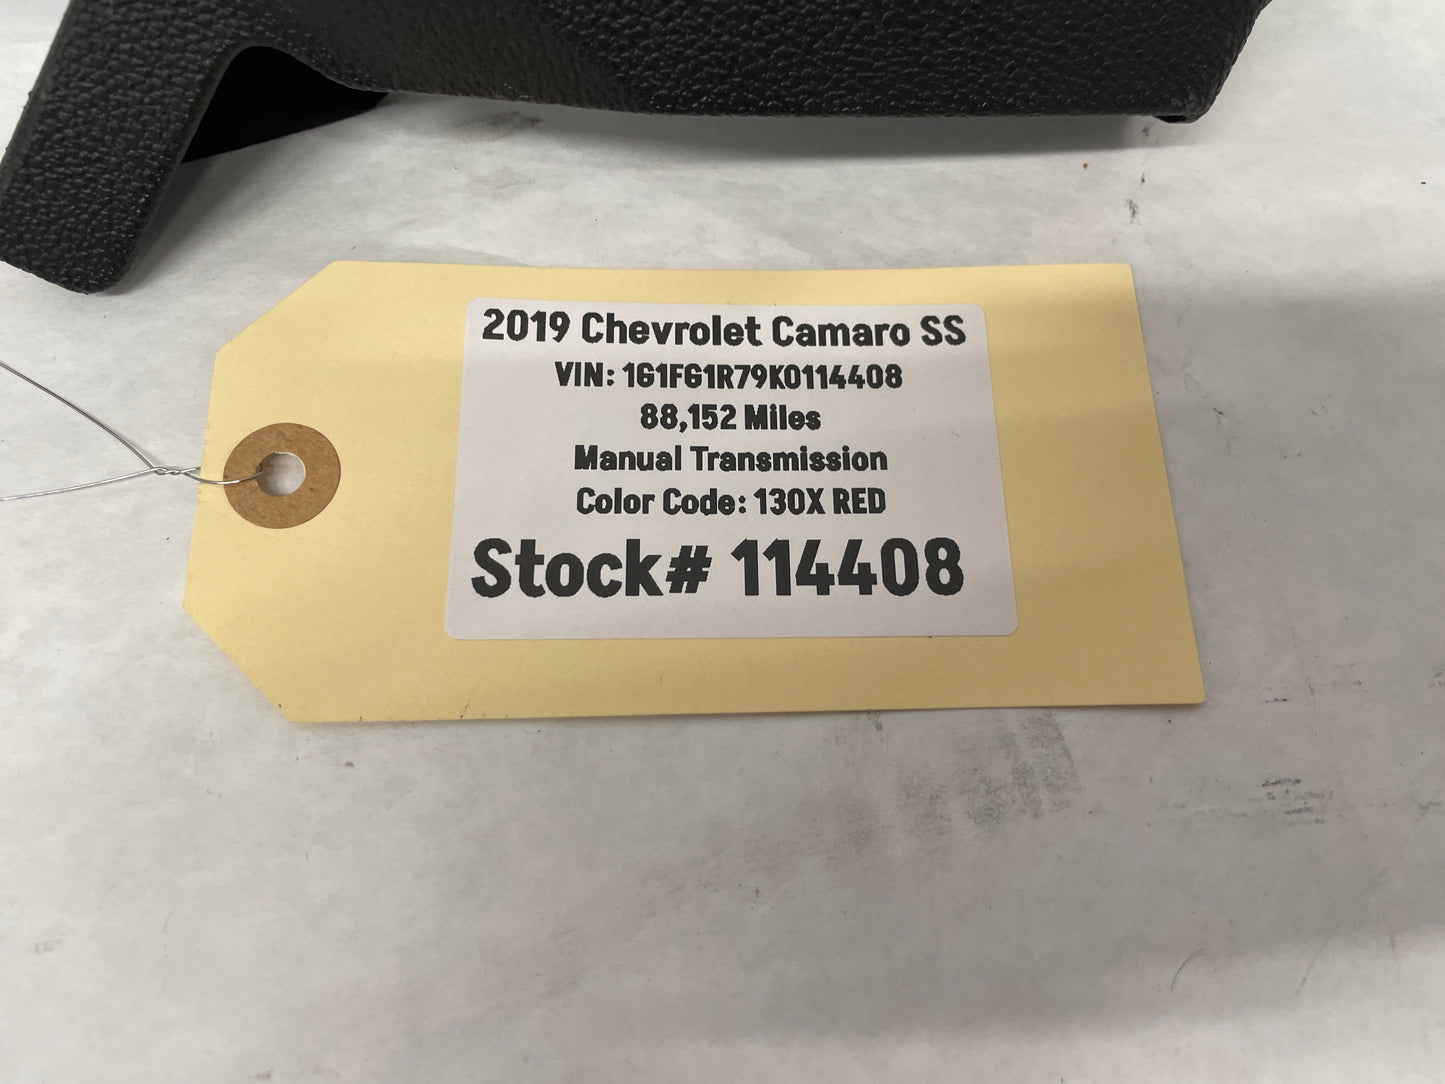 2019 Chevrolet Camaro SS
VIN: 1G1FG1R79K0114408
88,152 Miles
Manual Transmission
Color Code: 130X RED
Stock# 114408